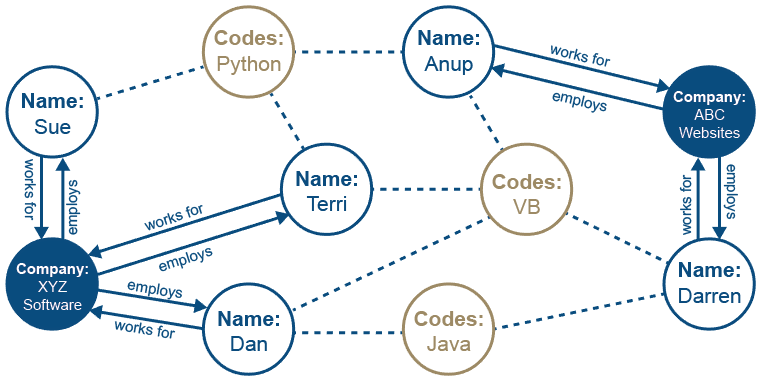 Codes:
Python
Name:
Anup
works for
employs
Company:
ABC
Websites
Name:
Sue
works for
employs
Name:
Terri
Codes:
VB
works for
employs
works for
employs
Company:
XYZ
Software
employs
works for
Name:
Dan
Codes:
Java
Name:
Darren